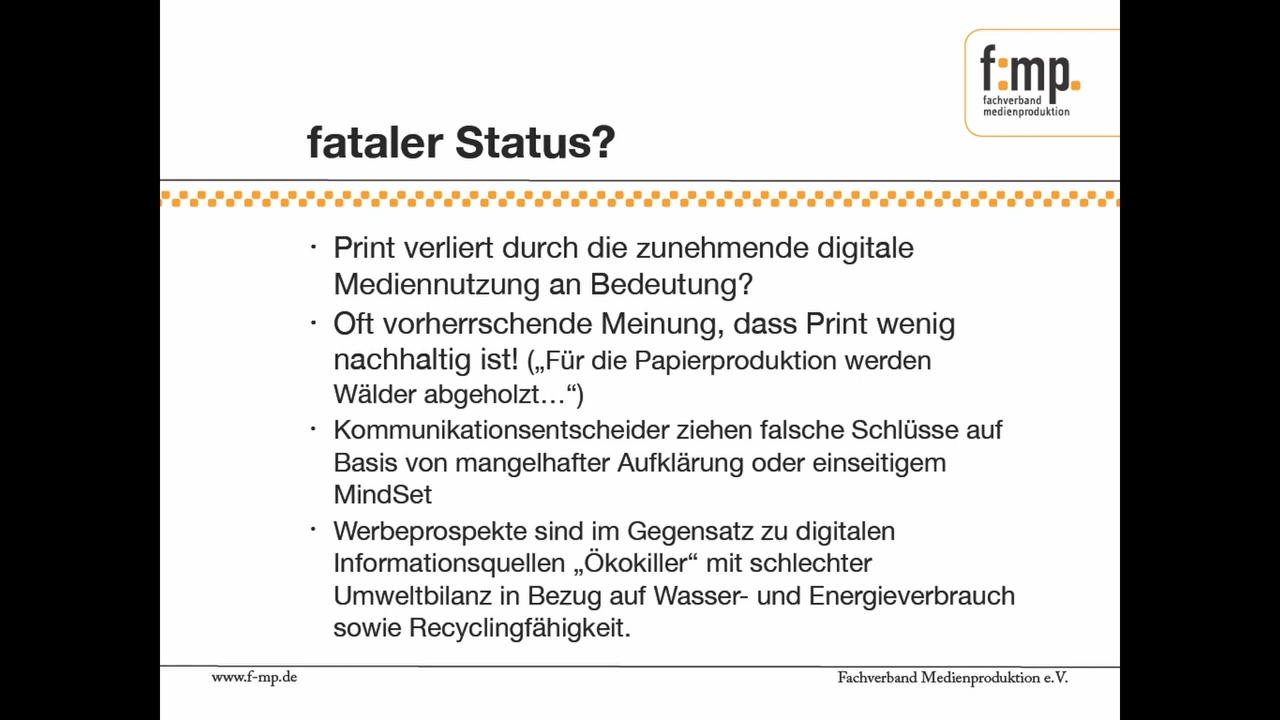 f:mp.
fachverband
medienproduktion
fataler Status?
· Print verliert durch die zunehmende digitale
Mediennutzung an Bedeutung?
· Oft vorherrschende Meinung, dass Print wenig
nachhaltig ist! („Für die Papierproduktion werden
Wälder abgeholzt…“)
· Kommunikationsentscheider ziehen falsche Schlüsse auf
Basis von mangelhafter Aufklärung oder einseitigem
MindSet
· Werbeprospekte sind im Gegensatz zu digitalen
Informationsquellen „Ökokiller“ mit schlechter
Umweltbilanz in Bezug auf Wasser- und Energieverbrauch
sowie Recyclingfähigkeit.
www.f-mp.de
Fachverband Medienproduktion e.V.